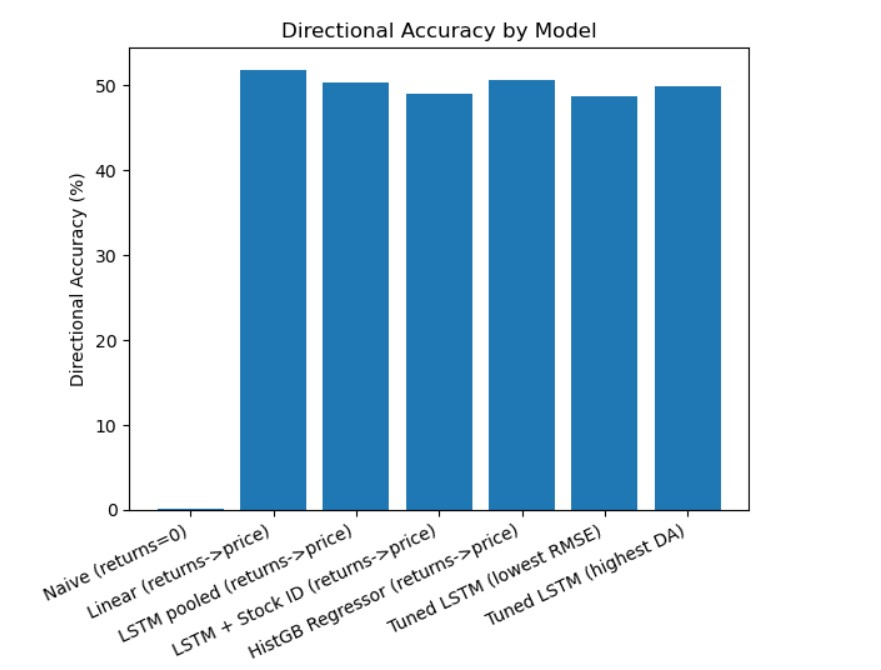 Directional Accuracy by Model
Directional Accuracy (%)
50
40
30
20
10
0
Naive (returns=0)
Linear (returns->price)
LSTM pooled (returns->price)
LSTM + Stock ID (returns->price)
HistGB Regressor (returns->price)
Tuned LSTM (lowest RMSE)
Tuned LSTM (highest DA)